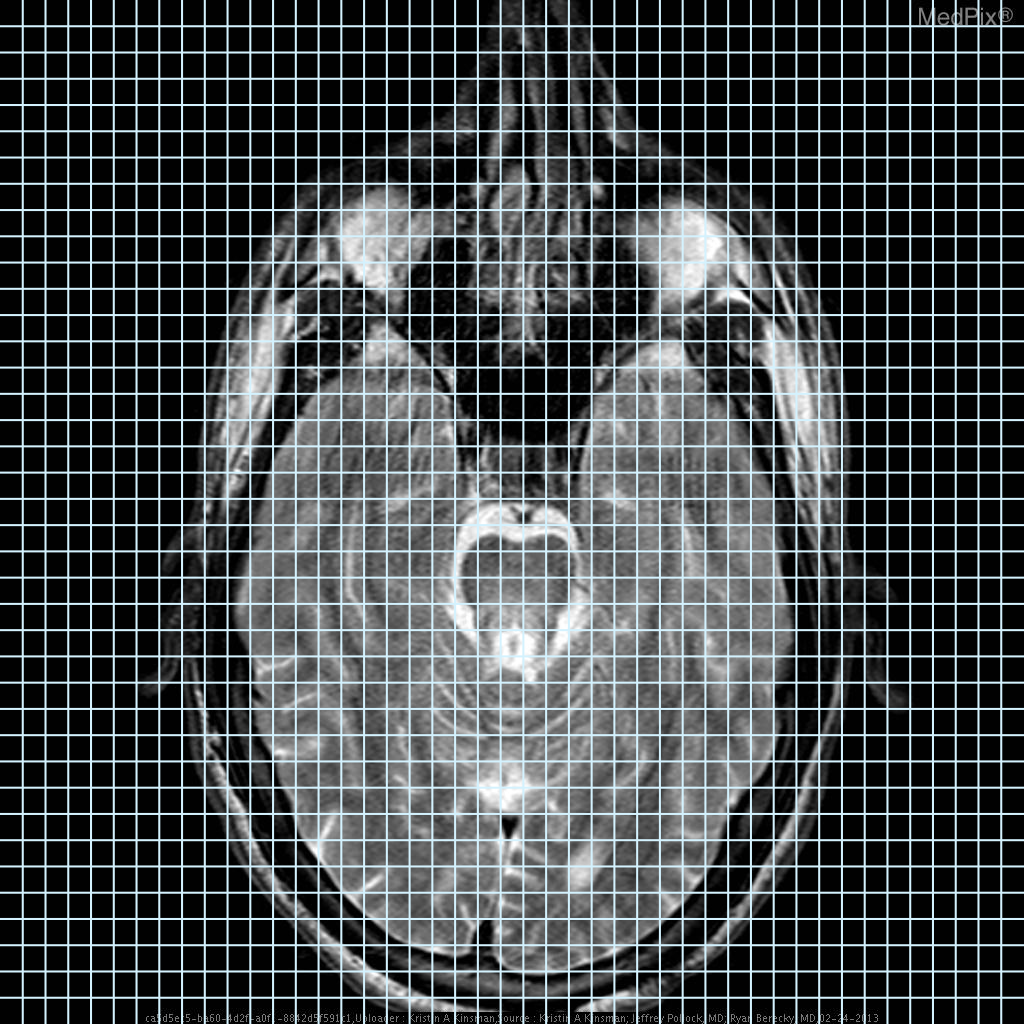 MedPix®
Uploader : Kristin A Kinsman,Source : Kristin A Kinsman; Jeffrey Pollock, MD; Ryan Berecky, MD,02-24-2013